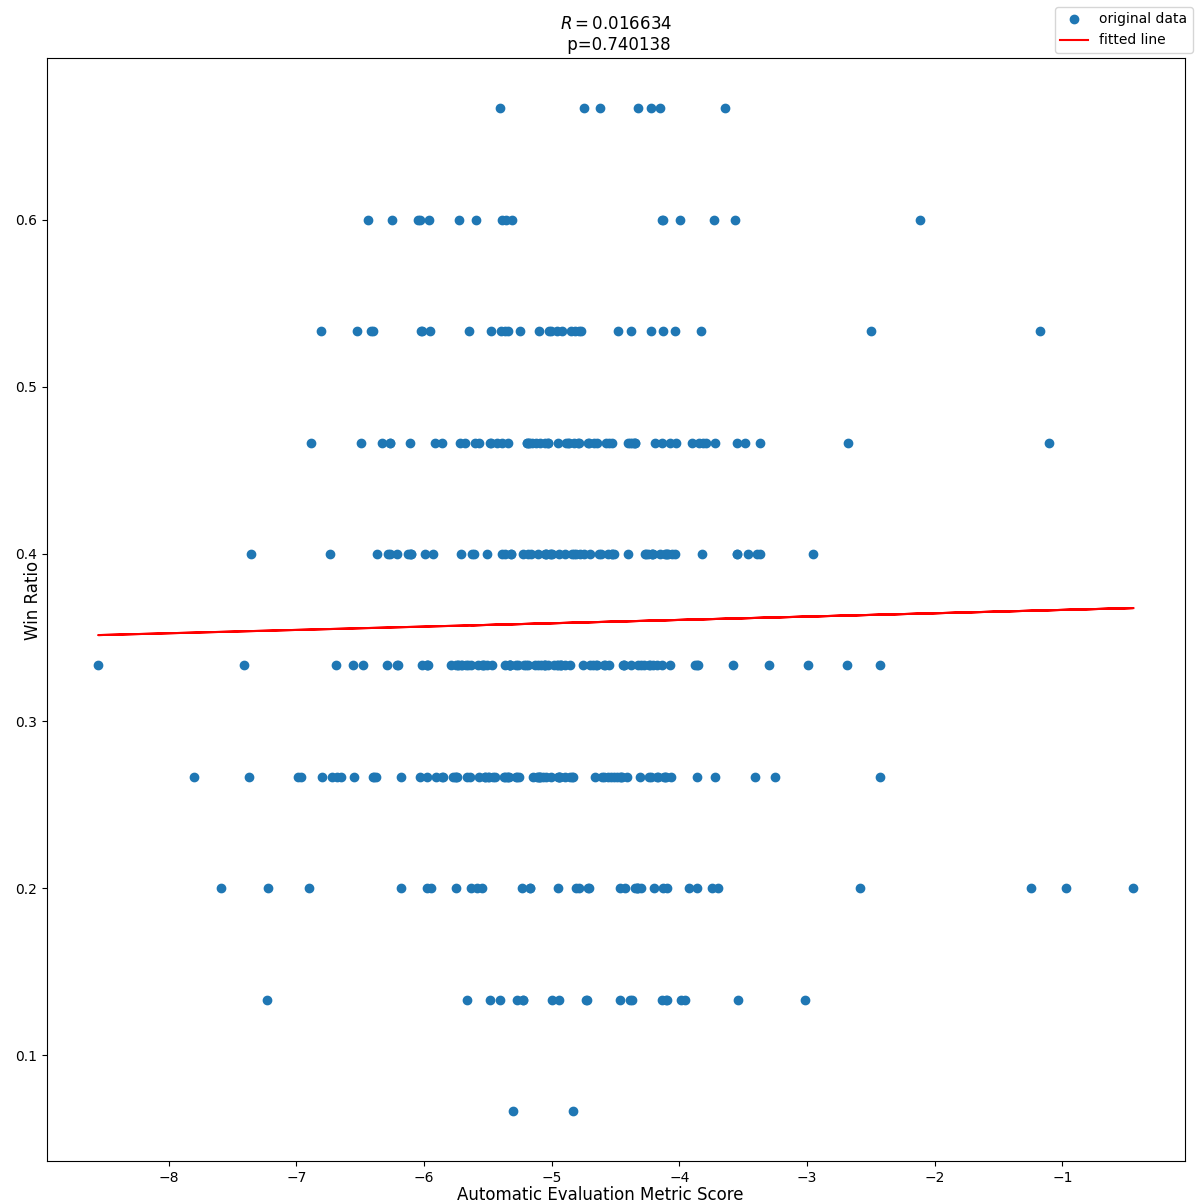 R = 0.016634
p=0.740138
original data
fitted line
0.6
0.5
0.4
0.3
0.2
0.1
Win Ratio
−8 −7 −6 −5 −4 −3 −2 −1
Automatic Evaluation Metric Score